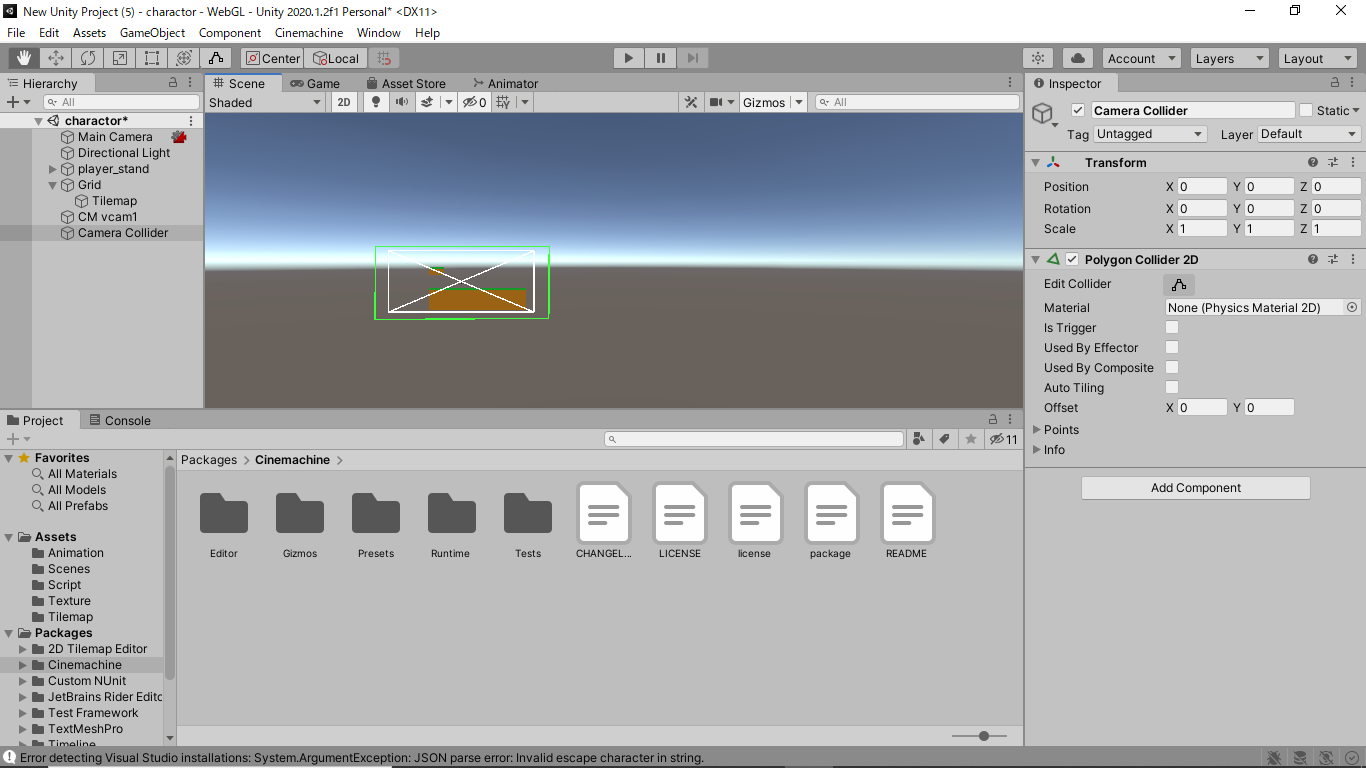 New Unity Project (5) - charactor - WebGL - Unity 2020.1.2f1 Personal* <DX11>
File Edit Assets GameObject Component Cinemachine Window Help
Center Local Account Layers Layout
Hierarchy
All
charactor*
Main Camera
Directional Light
player_stand
Grid
Tilemap
CM vcam1
Camera Collider
Scene Game Asset Store Animator
Shaded 2D 0 Gizmos All
Inspector
Camera Collider Static
Tag Untagged Layer Default
Transform
Position X 0 Y 0 Z 0
Rotation X 0 Y 0 Z 0
Scale X 1 Y 1 Z 1
Polygon Collider 2D
Edit Collider
Material None (Physics Material 2D)
Is Trigger
Used By Effector
Used By Composite
Auto Tiling
Offset X 0 Y 0
Points
Info
Add Component
Project Console
11
Favorites
All Materials
All Models
All Prefabs
Assets
Animation
Scenes
Script
Texture
Tilemap
Packages
2D Tilemap Editor
Cinemachine
Custom NUnit
JetBrains Rider Edito
Test Framework
TextMeshPro
Timeline
Packages > Cinemachine >
Editor Gizmos Presets Runtime Tests CHANGEL... LICENSE license package README
Error detecting Visual Studio installations: System.ArgumentException: JSON parse error: Invalid escape character in string.